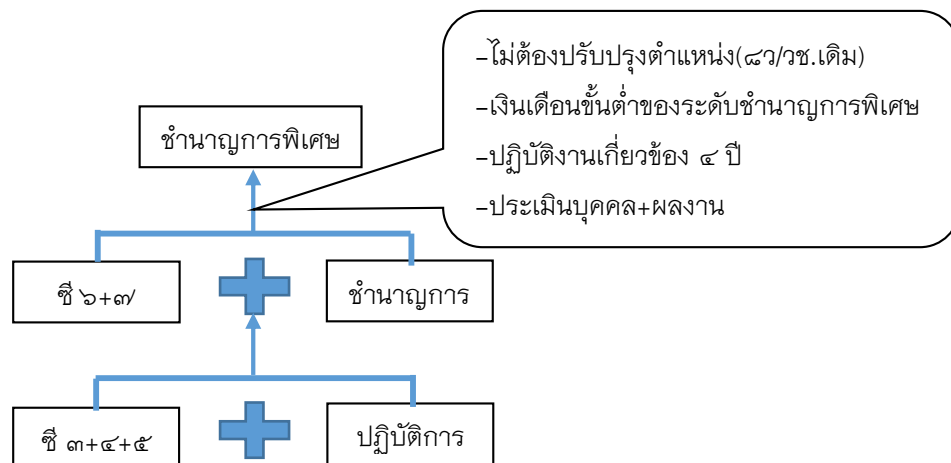 -ไม่ต้องปรับปรุงตำแหน่ง(๘ว/วช.เดิม)
-เงินเดือนขั้นต่ำของระดับชำนาญการพิเศษ
-ปฏิบัติงานเกี่ยวข้อง ๔ ปี
-ประเมินบุคคล+ผลงาน
ชำนาญการพิเศษ
ซี ๖+๗
ชำนาญการ
ซี ๓+๔+๕
ปฏิบัติการ